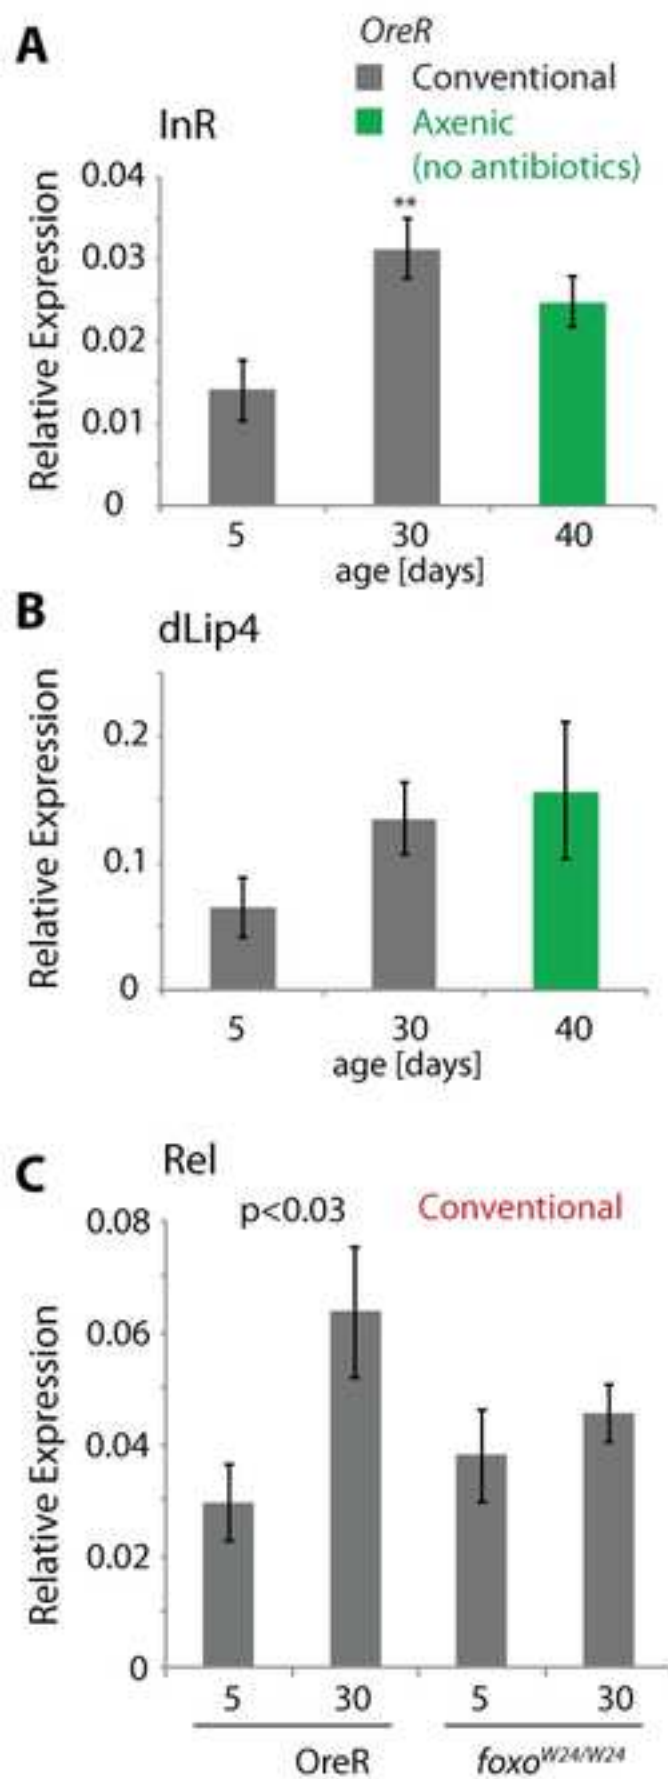 A
OreR
Conventional
Axenic
(no antibiotics)
InR
Relative Expression
0.04
0.03
0.02
0.01
0
**
5 30 40
age [days]
B
dLip4
Relative Expression
0.2
0.1
0
5 30 40
age [days]
C
Rel
p<0.03 Conventional
Relative Expression
0.08
0.06
0.04
0.02
0
5 30 5 30
OreR foxoW24/W24